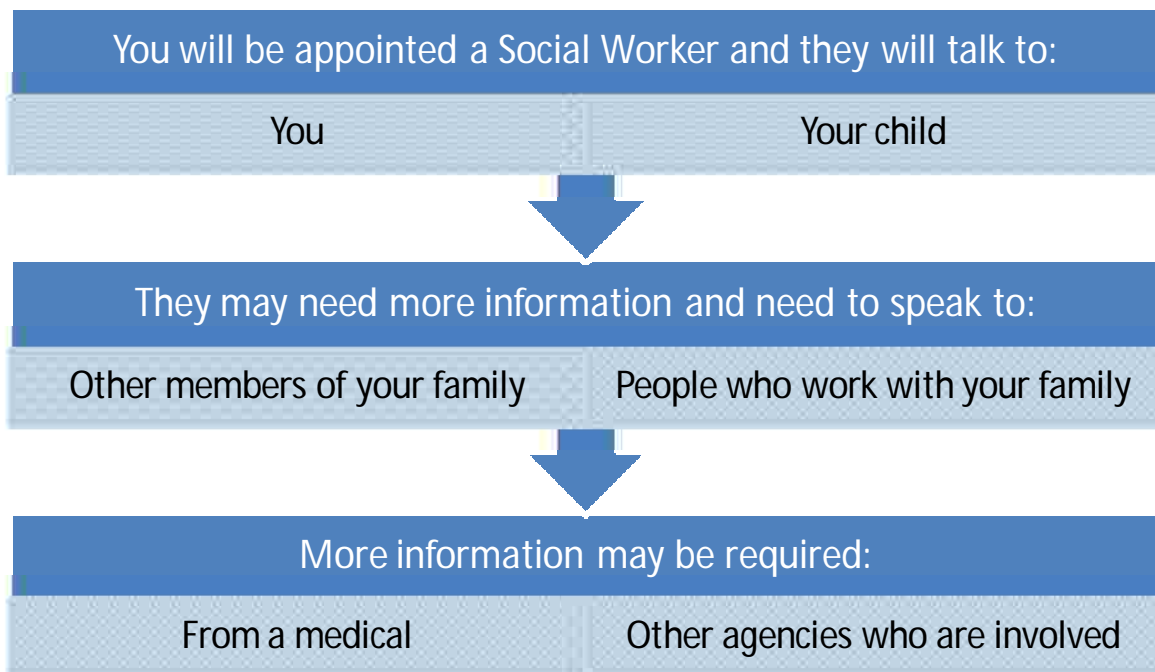 You will be appointed a Social Worker and they will talk to:
You
Your child
They may need more information and need to speak to:
Other members of your family
People who work with your family
More information may be required:
From a medical
Other agencies who are involved